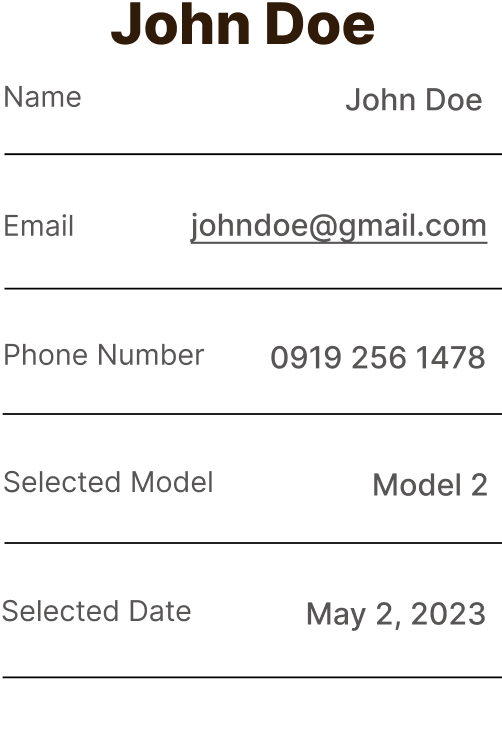 John Doe
Name John Doe
Email johndoe@gmail.com
Phone Number 0919 256 1478
Selected Model Model 2
Selected Date May 2, 2023